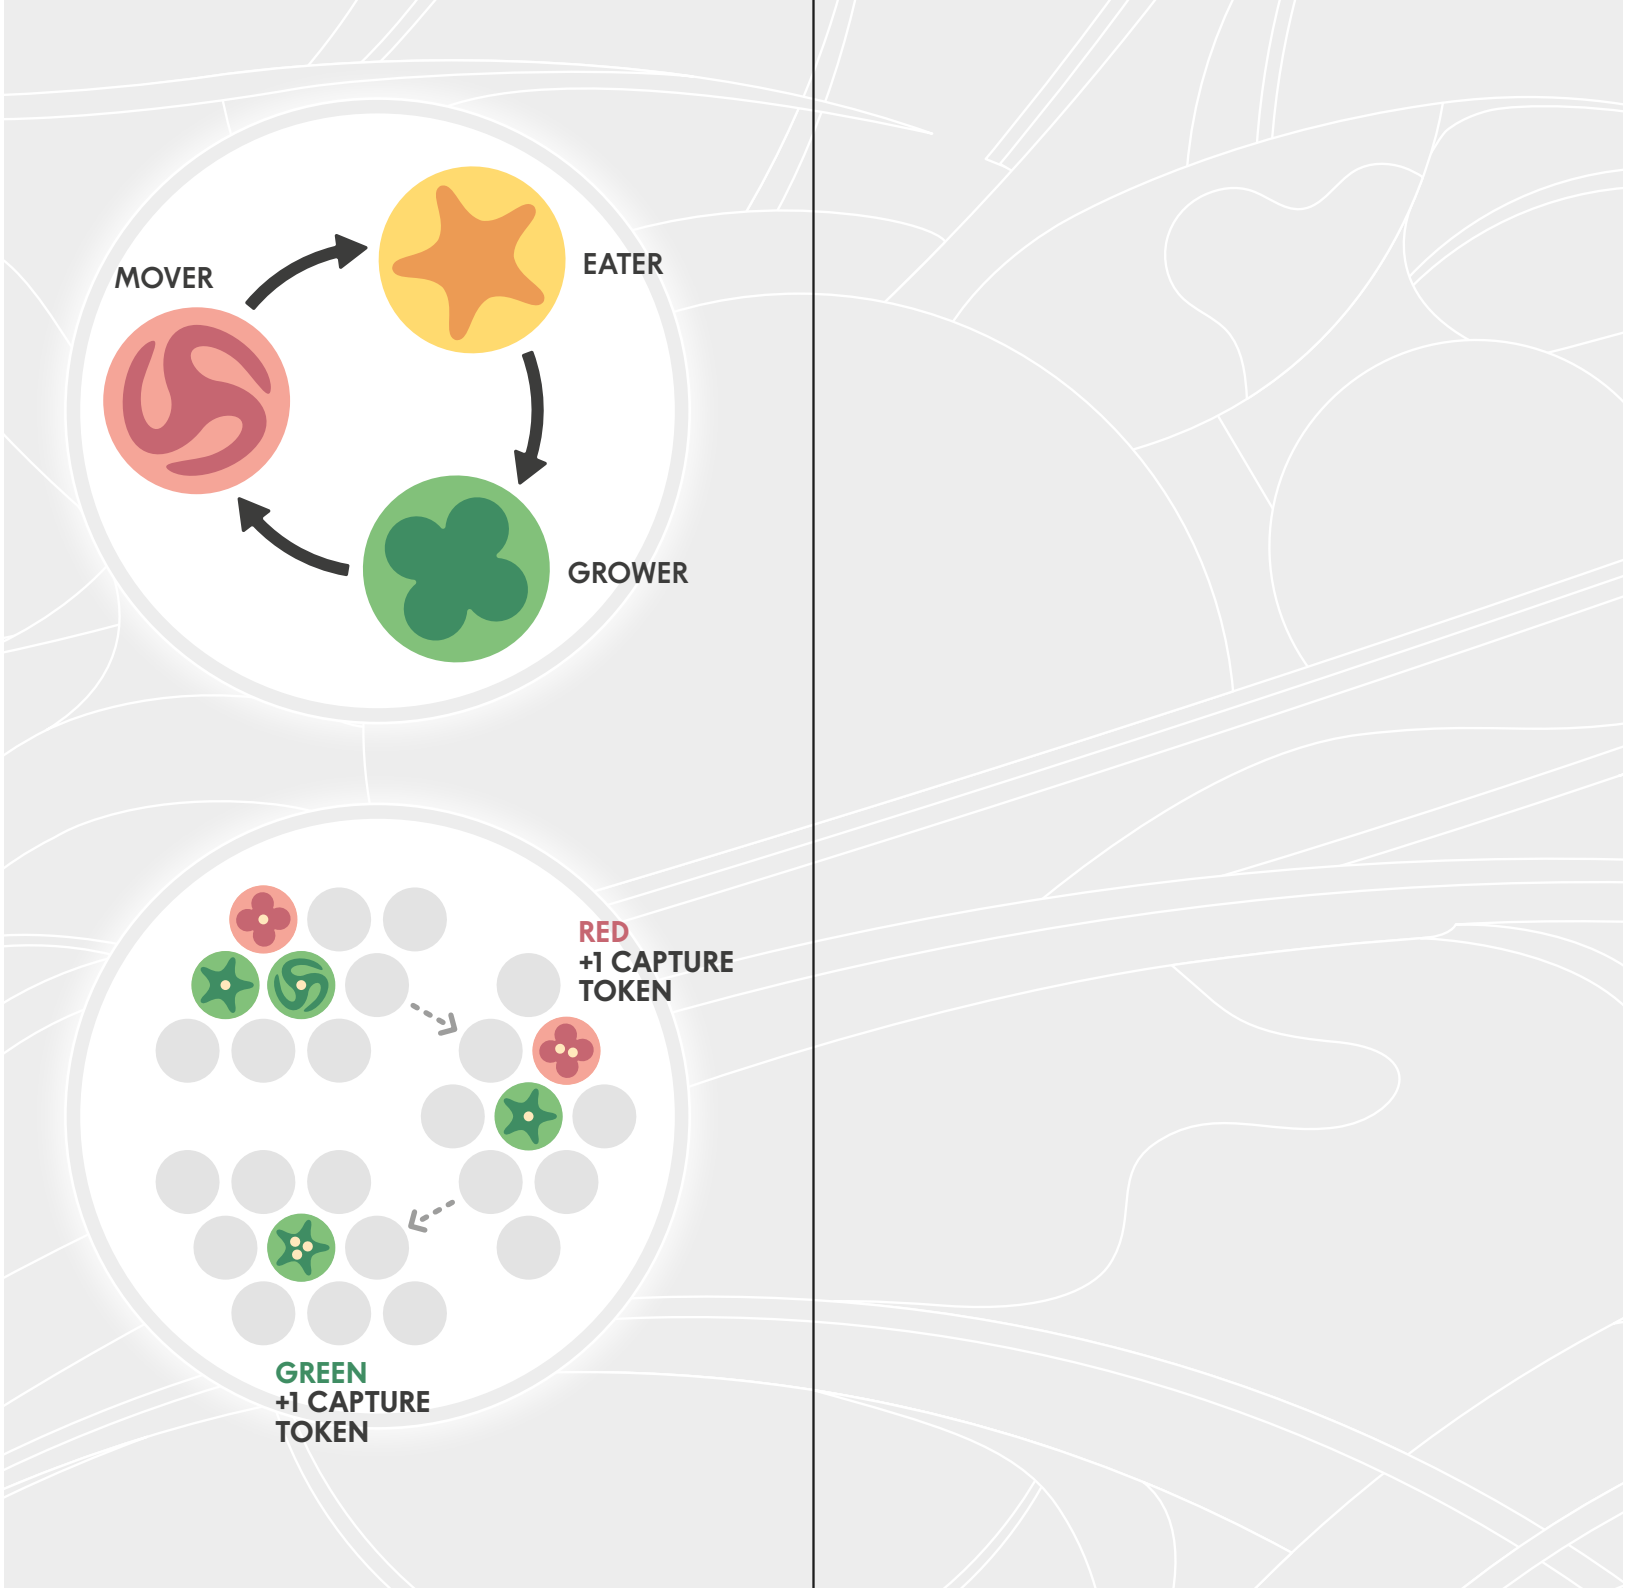 EATER
MOVER
GROWER
RED
+1 CAPTURE
TOKEN
GREEN
+1 CAPTURE
TOKEN